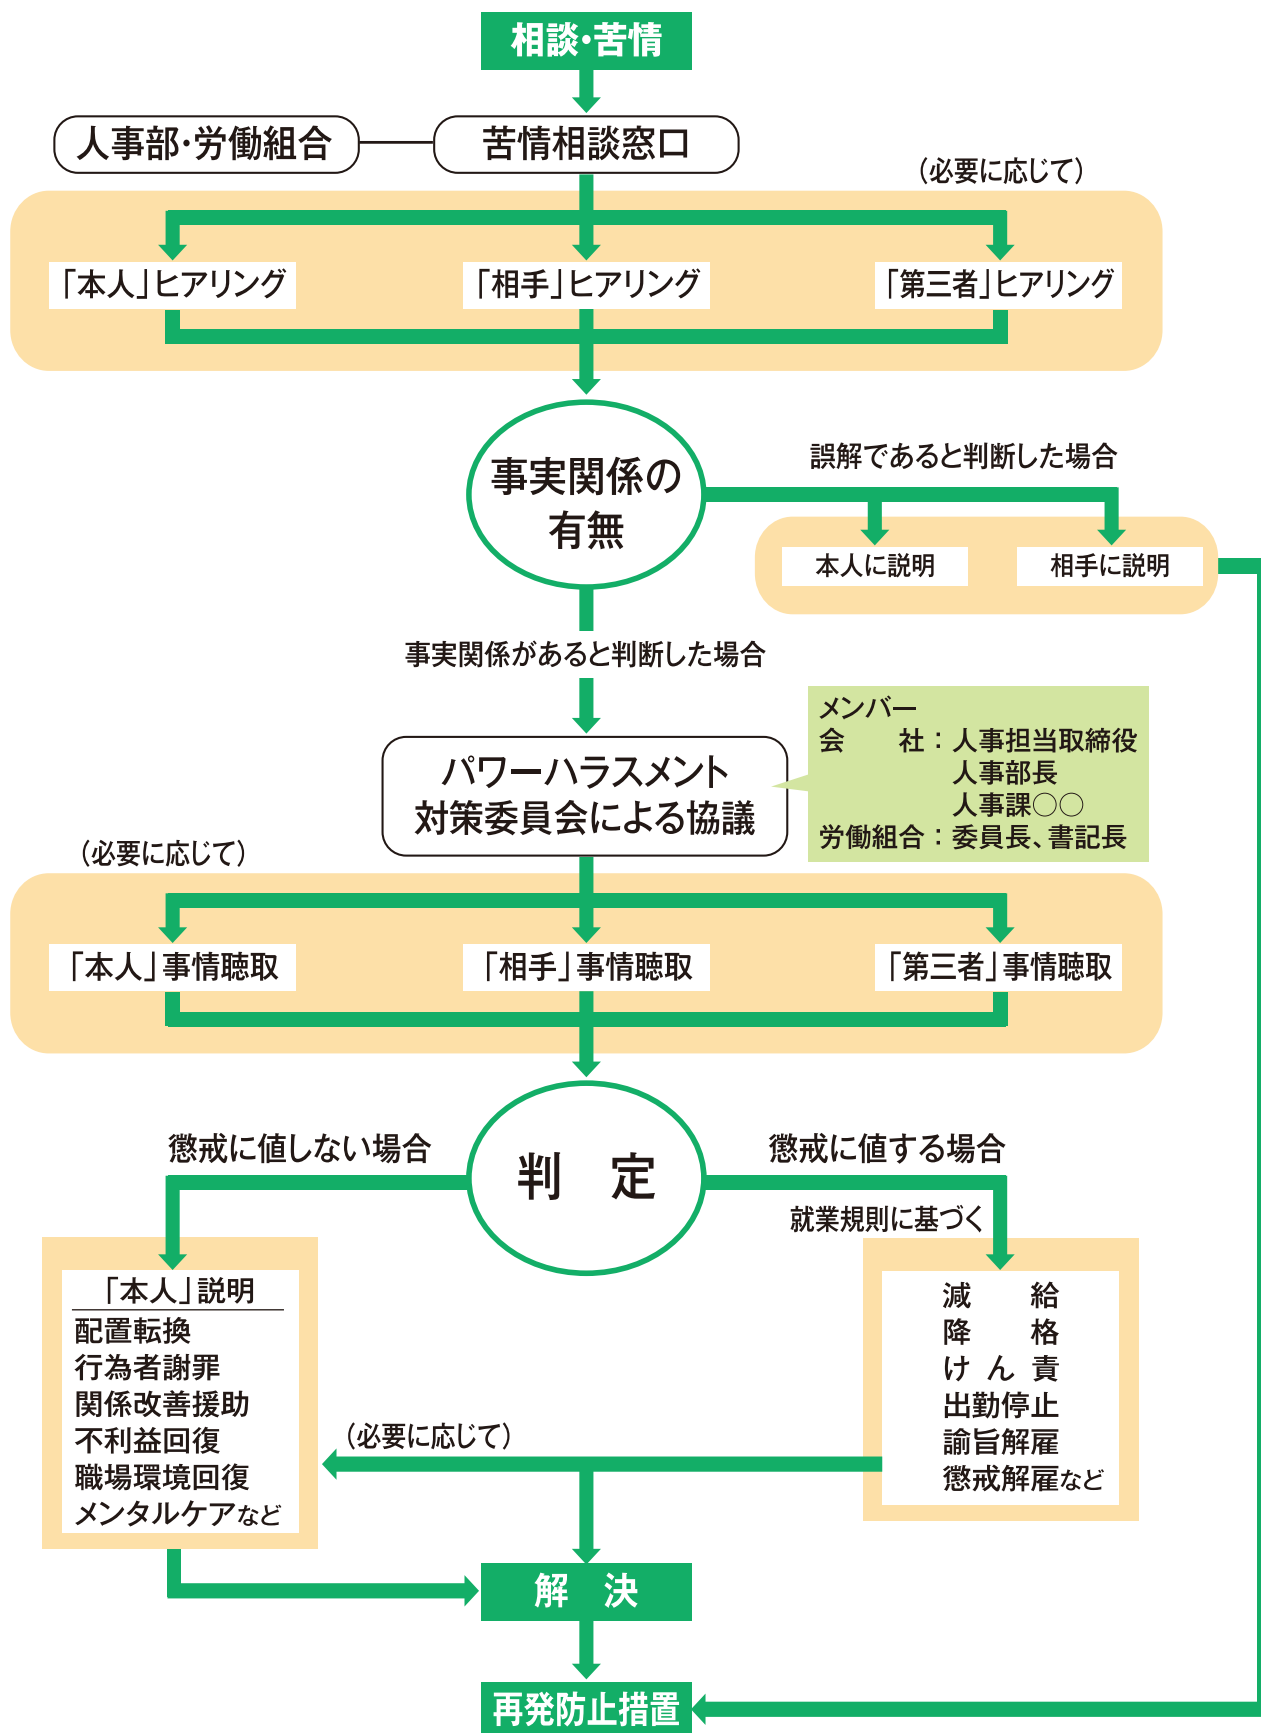 相談・苦情
人事部・労働組合
苦情相談窓口
（必要に応じて）
「本人」ヒアリング
「相手」ヒアリング
「第三者」ヒアリング
事実関係の
有無
誤解であると判断した場合
本人に説明
相手に説明
事実関係があると判断した場合
パワーハラスメント
対策委員会による協議
メンバー
会　　社：人事担当取締役
人事部長
人事課〇〇
労働組合：委員長、書記長
（必要に応じて）
「本人」事情聴取
「相手」事情聴取
「第三者」事情聴取
判　定
懲戒に値しない場合
懲戒に値する場合
就業規則に基づく
「本人」説明
配置転換
行為者謝罪
関係改善援助
不利益回復
職場環境回復
メンタルケアなど
減　　給
降　　格
けん責
出勤停止
諭旨解雇
懲戒解雇など
（必要に応じて）
解　決
再発防止措置